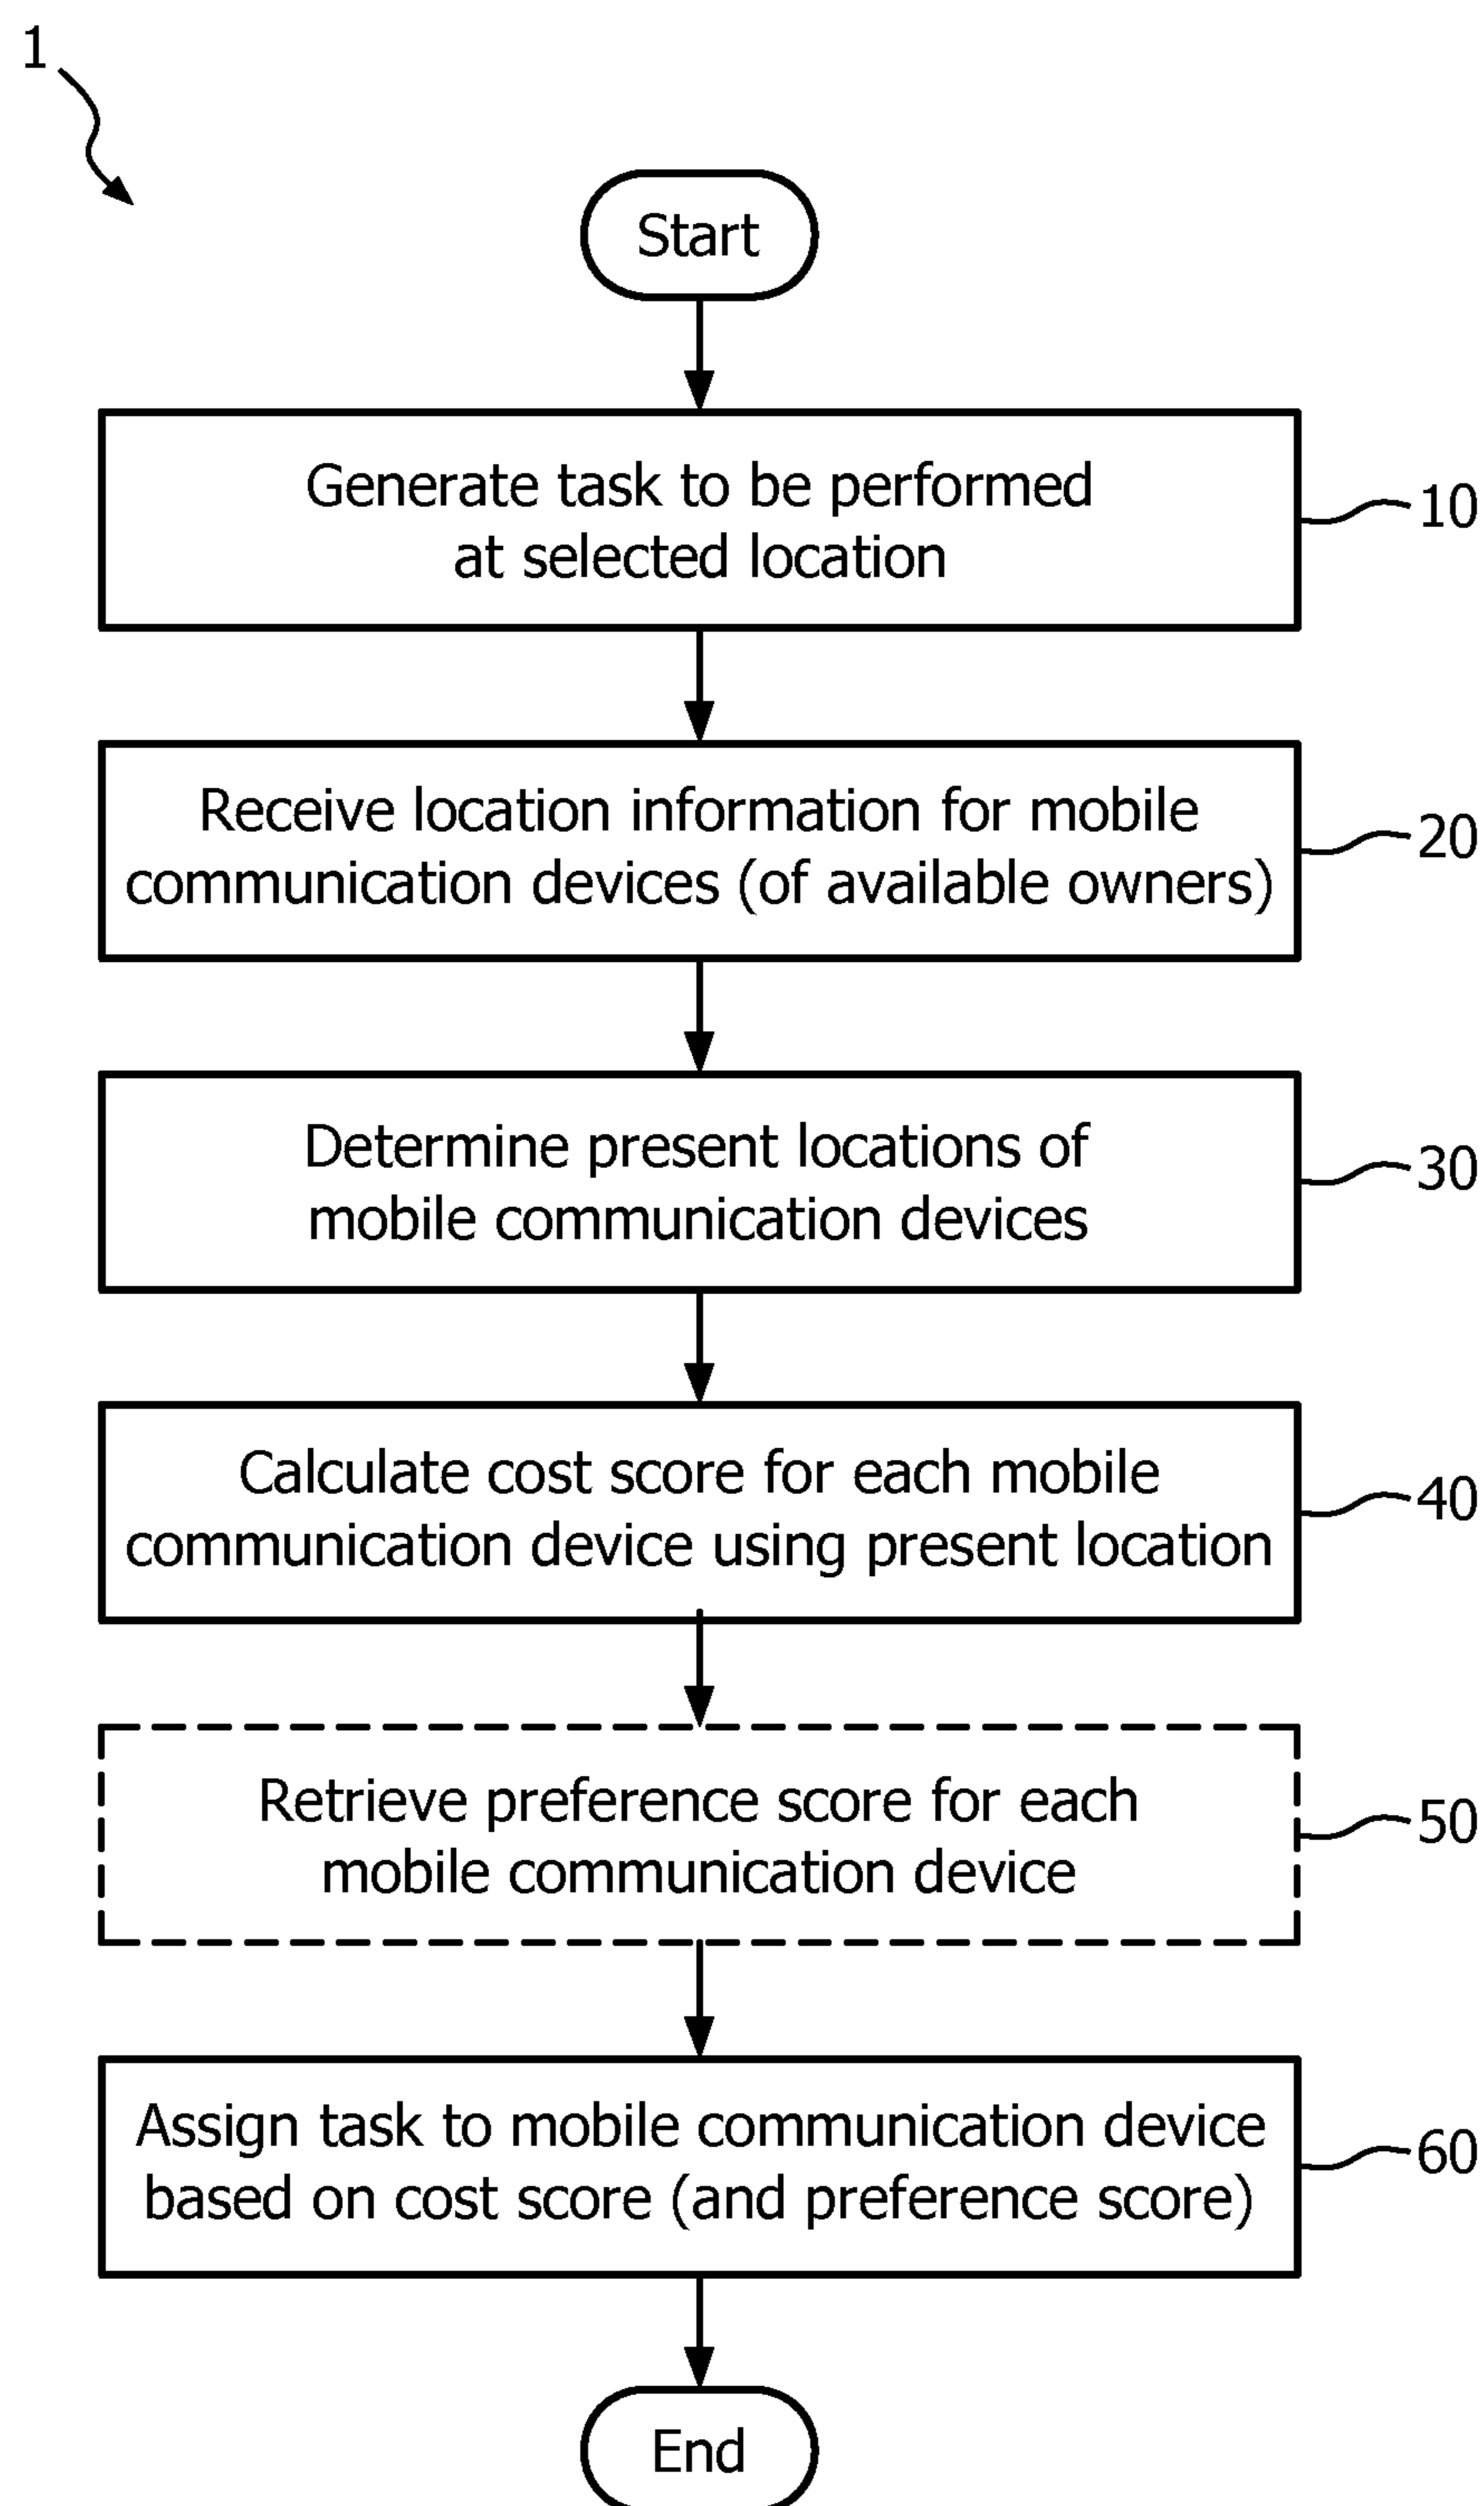 1
Start
Generate task to be performed
at selected location
10
Receive location information for mobile
communication devices (of available owners)
20
Determine present locations of
mobile communication devices
30
Calculate cost score for each mobile
communication device using present location
40
Retrieve preference score for each
mobile communication device
50
Assign task to mobile communication device
based on cost score (and preference score)
60
End